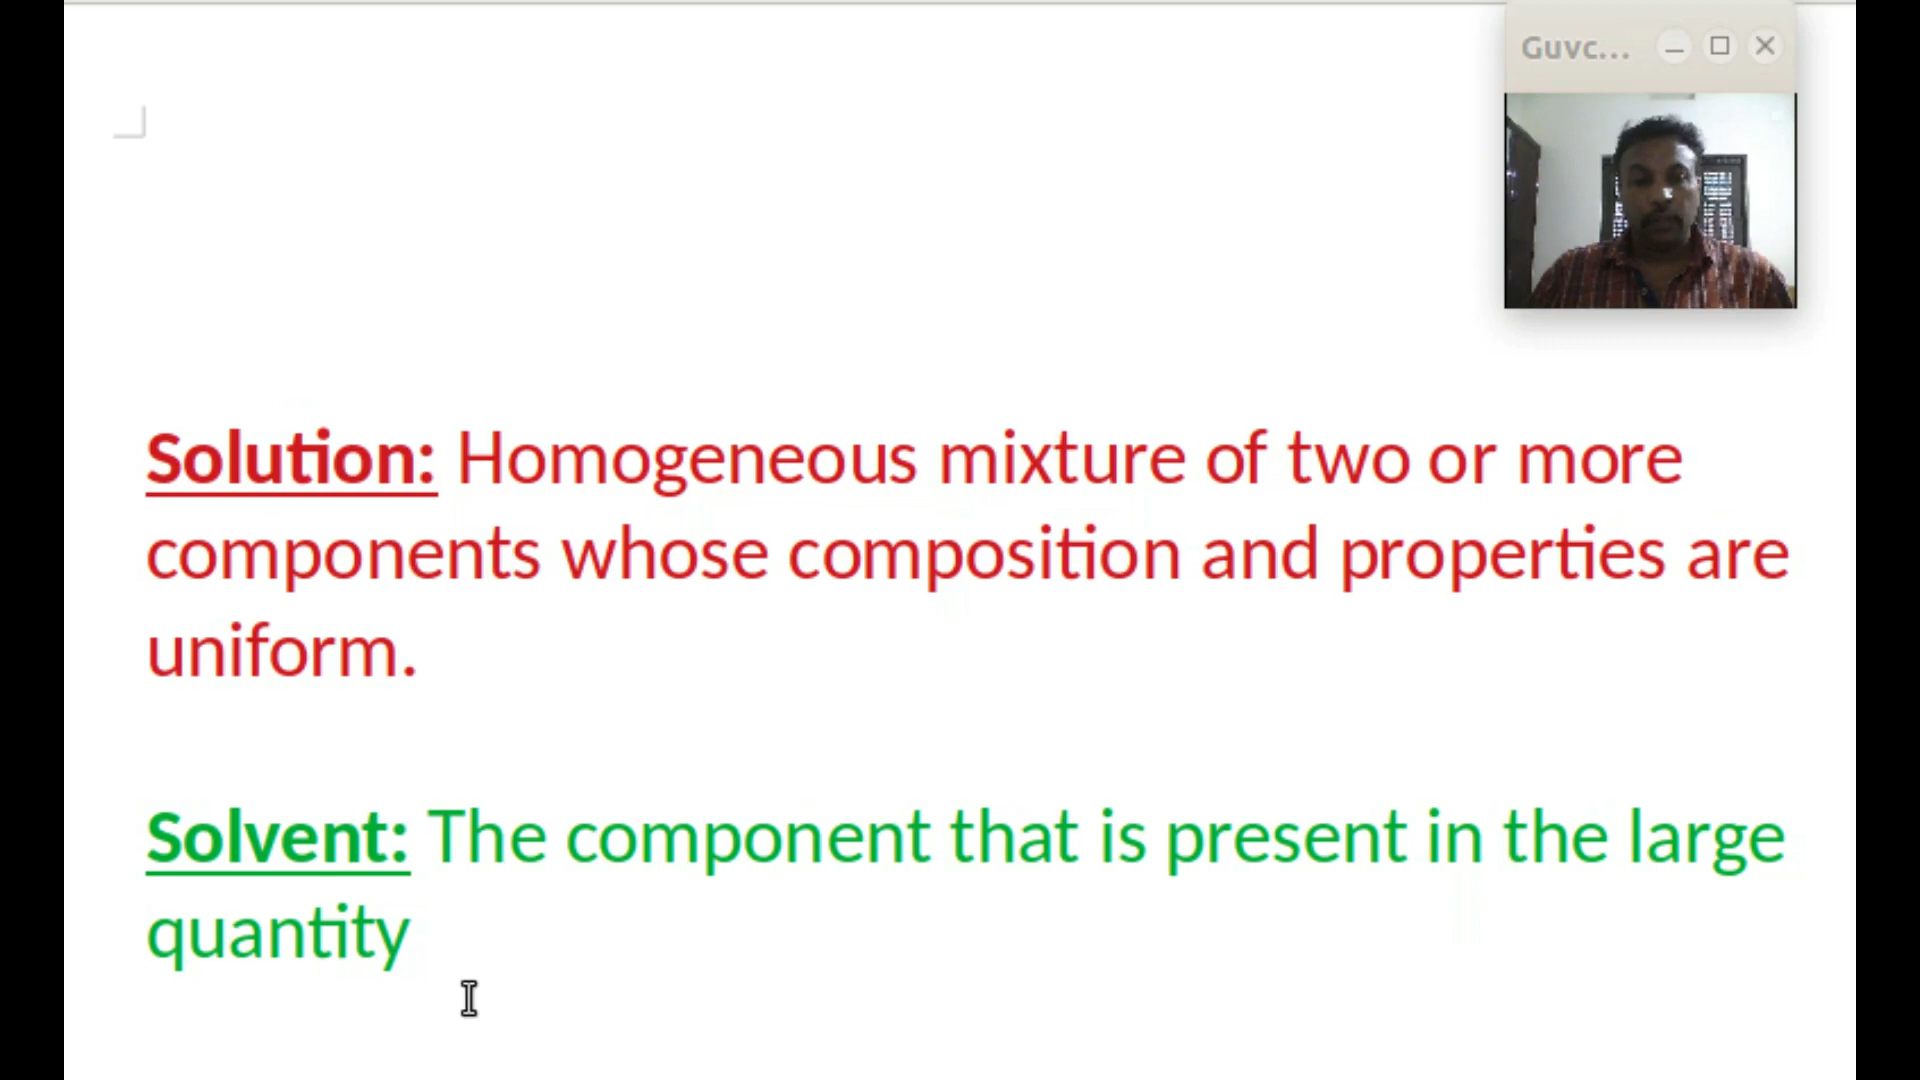 Guvc...
Solution: Homogeneous mixture of two or more
components whose composition and properties are
uniform.
Solvent: The component that is present in the large
quantity